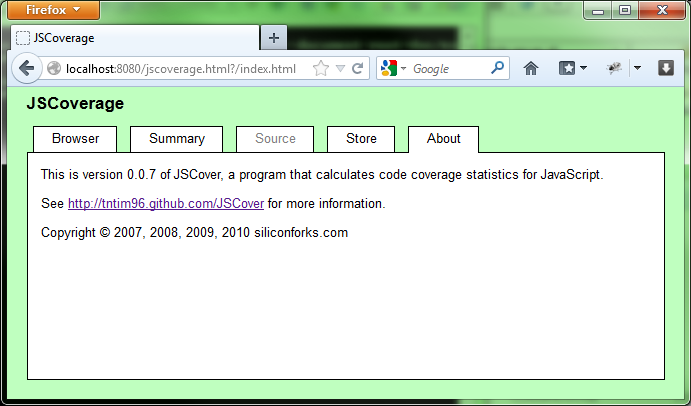 Firefox
JSCoverage
localhost:8080/jscoverage.html?/index.html
Google
JSCoverage
Browser
Summary
Source
Store
About
This is version 0.0.7 of JSCover, a program that calculates code coverage statistics for JavaScript.
See http://tntim96.github.com/JSCover for more information.
Copyright © 2007, 2008, 2009, 2010 siliconforks.com